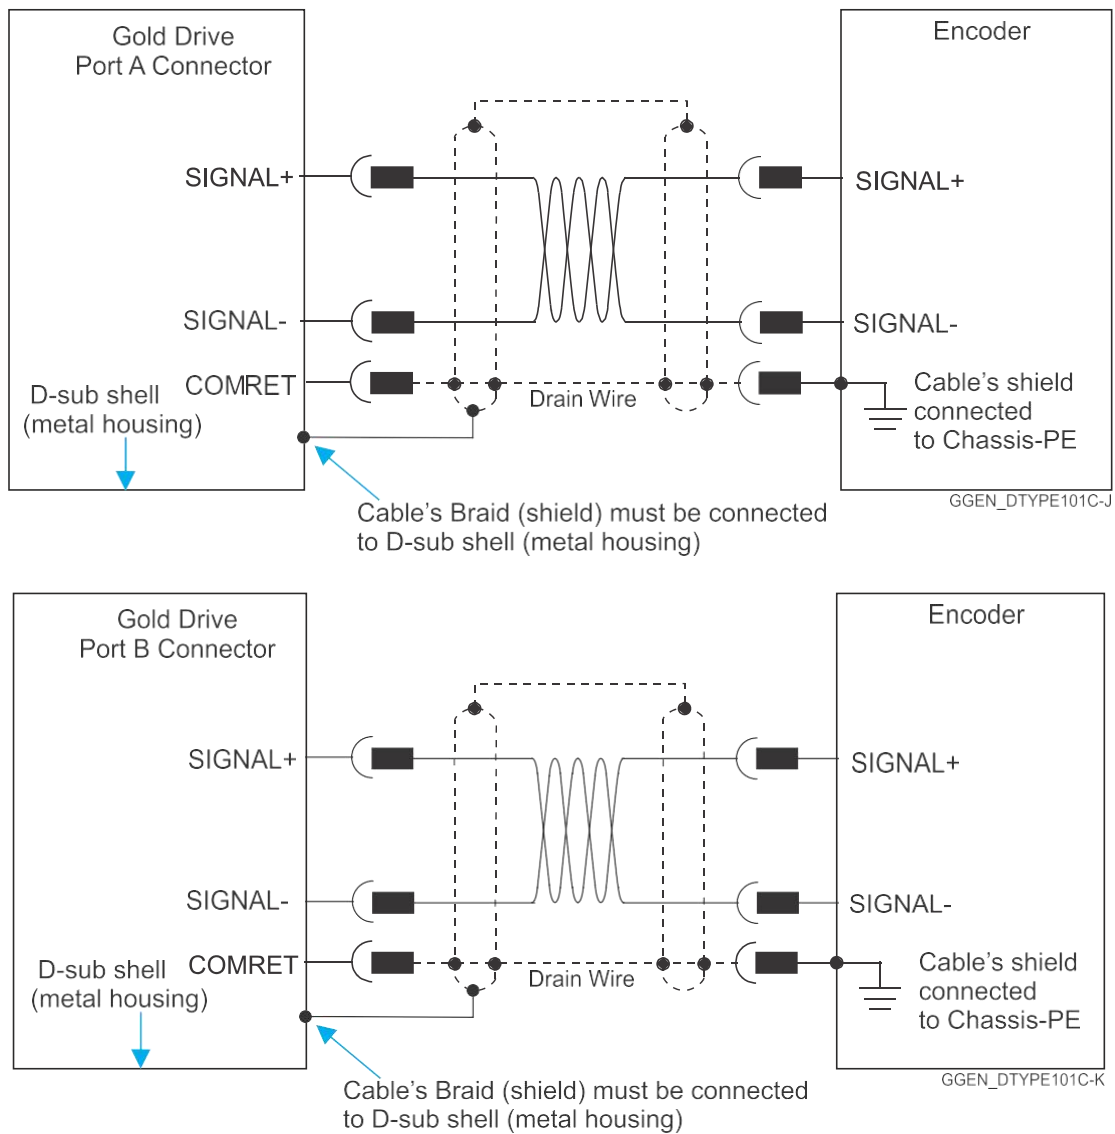 Gold Drive
Port A Connector
Encoder
SIGNAL+
SIGNAL+
SIGNAL-
SIGNAL-
COMRET
Drain Wire
D-sub shell
(metal housing)
Cable's shield
connected
to Chassis-PE
GGEN_DTYPE101C-J
Cable's Braid (shield) must be connected
to D-sub shell (metal housing)
Gold Drive
Port B Connector
Encoder
SIGNAL+
SIGNAL+
SIGNAL-
SIGNAL-
COMRET
Drain Wire
D-sub shell
(metal housing)
Cable's shield
connected
to Chassis-PE
GGEN_DTYPE101C-K
Cable's Braid (shield) must be connected
to D-sub shell (metal housing)